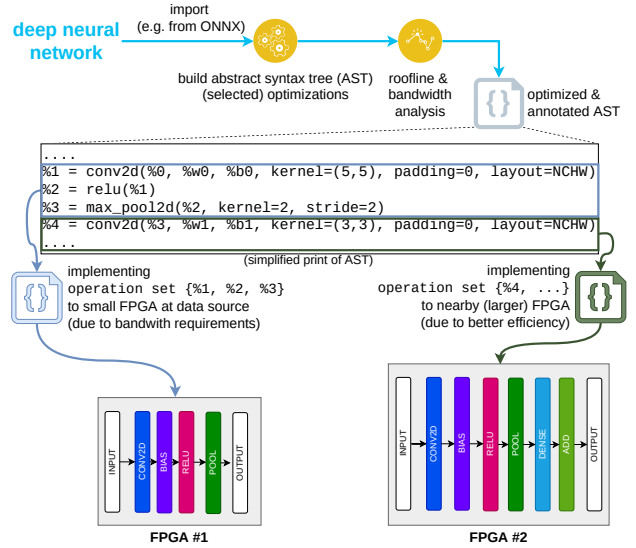 deep neural
network
import
(e.g. from ONNX)
build abstract syntax tree (AST)
(selected) optimizations
roofline &
bandwidth
analysis
{}
optimized &
annotated AST
....
%1 = conv2d(%0, %w0, %b0, kernel=(5,5), padding=0, layout=NCHW)
%2 = relu(%1)
%3 = max_pool2d(%2, kernel=2, stride=2)
%4 = conv2d(%3, %w1, %b1, kernel=(3,3), padding=0, layout=NCHW)
....
(simplified print of AST)
{}
implementing
operation set {%1, %2, %3}
to small FPGA at data source
(due to bandwith requirements)
implementing
operation set {%4, ...}
to nearby (larger) FPGA
(due to better efficiency)
{}
INPUT
CONV2D
BIAS
RELU
POOL
OUTPUT
FPGA #1
INPUT
CONV2D
BIAS
RELU
POOL
DENSE
ADD
OUTPUT
FPGA #2